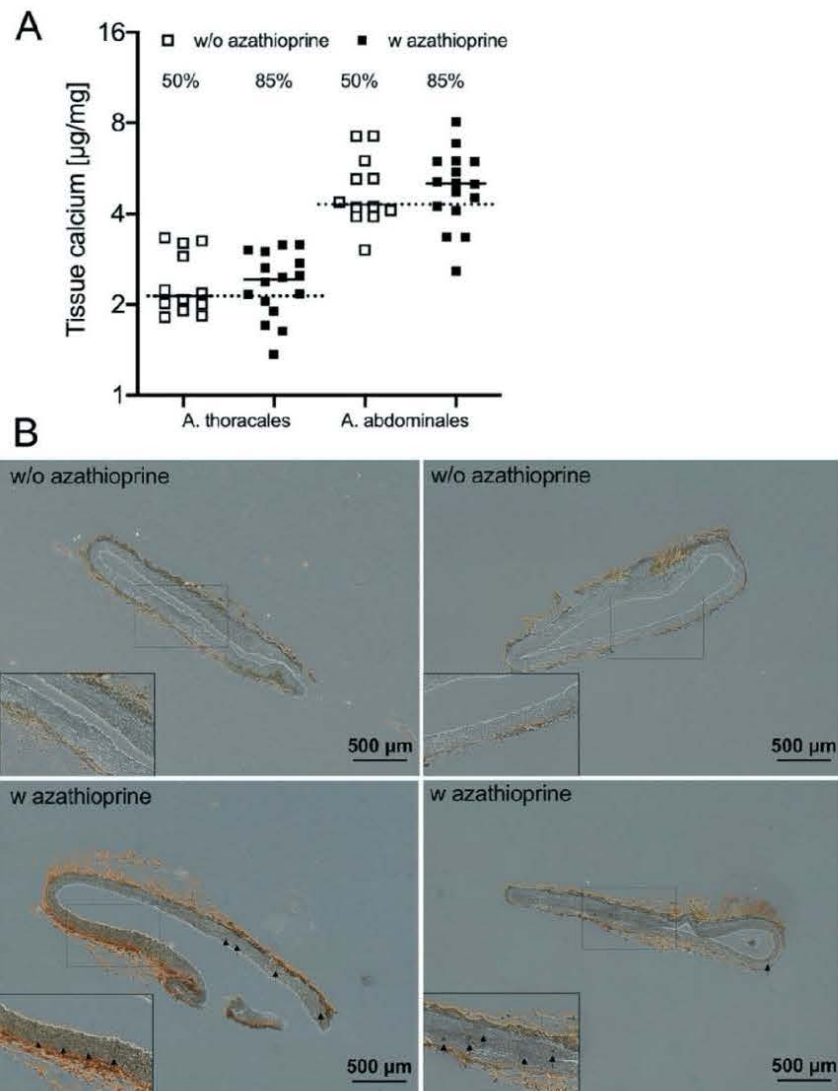 A
16
w/o azathioprine w azathioprine
50% 85% 50% 85%
8
Tissue calcium [µg/mg]
4
2
1
A. thoracales A. abdominales
B
w/o azathioprine w/o azathioprine
500 µm 500 µm
w azathioprine w azathioprine
500 µm 500 µm